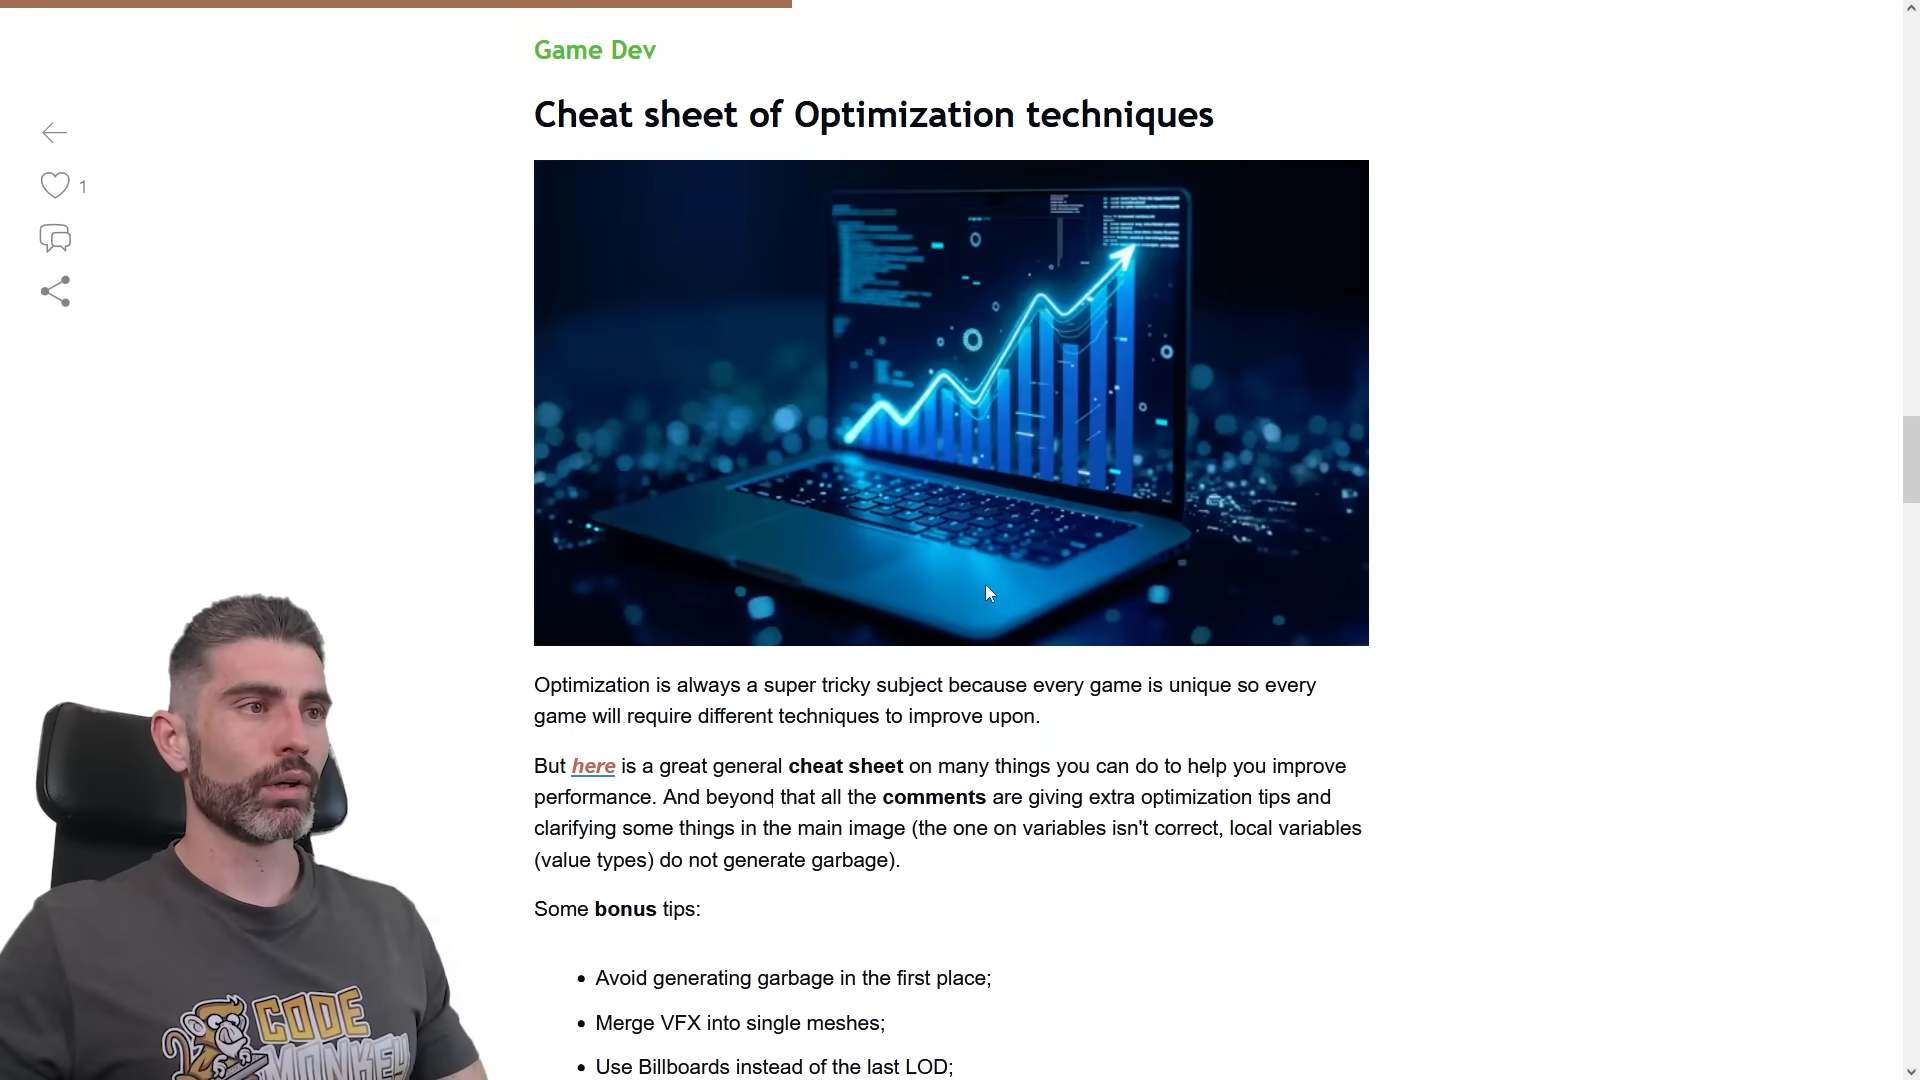 Game Dev
Cheat sheet of Optimization techniques
1
Optimization is always a super tricky subject because every game is unique so every
game will require different techniques to improve upon.
But here is a great general cheat sheet on many things you can do to help you improve
performance. And beyond that all the comments are giving extra optimization tips and
clarifying some things in the main image (the one on variables isn't correct, local variables
(value types) do not generate garbage).
Some bonus tips:
• Avoid generating garbage in the first place;
• Merge VFX into single meshes;
• Use Billboards instead of the last LOD;
CODE
MONKEY